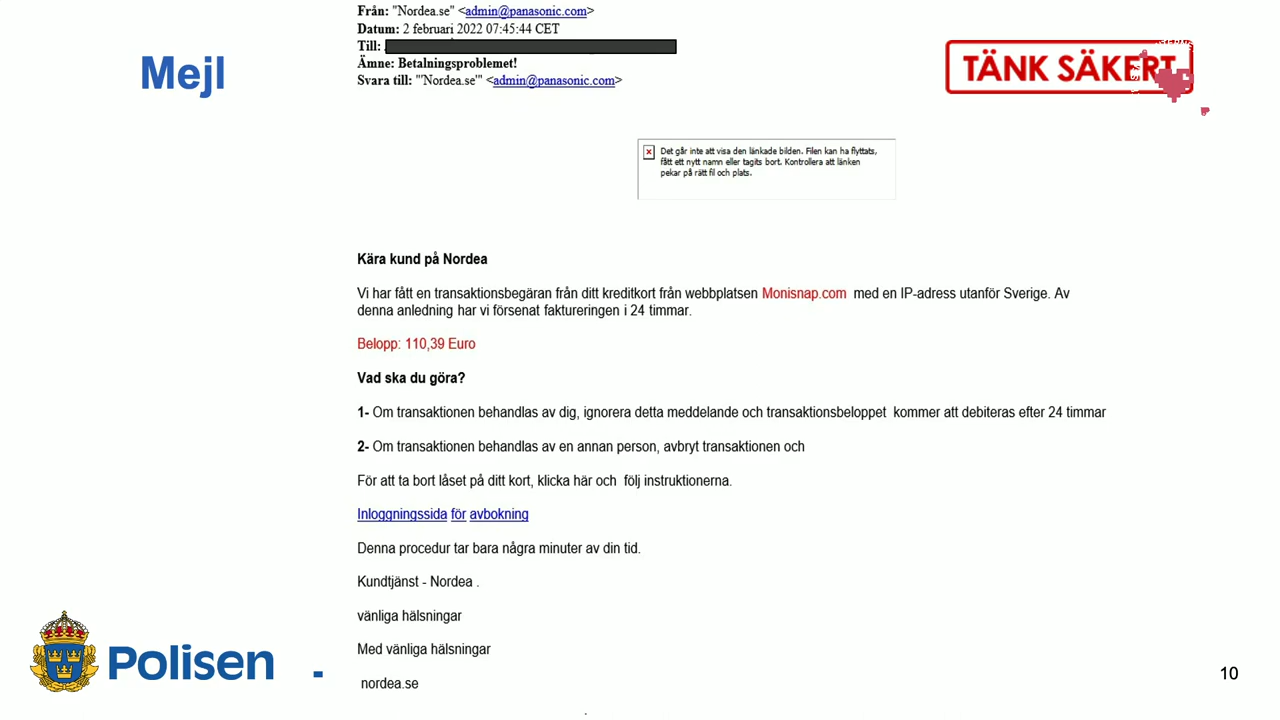 Från: "Nordea.se" <admin@panasonic.com>
Datum: 2 februari 2022 07:45:44 CET
Till:
Ämne: Betalningsproblemet!
Svara till: "'Nordea.se'" <admin@panasonic.com>
Mejl
TÄNK SÄKERT
Det går inte att visa den länkade bilden. Filen kan ha flyttats,
fått ett nytt namn eller tagits bort. Kontrollera att länken
pekar på rätt fil och plats.
Kära kund på Nordea
Vi har fått en transaktionsbegäran från ditt kreditkort från webbplatsen Monisnap.com med en IP-adress utanför Sverige. Av
denna anledning har vi försenat faktureringen i 24 timmar.
Belopp: 110,39 Euro
Vad ska du göra?
1- Om transaktionen behandlas av dig, ignorera detta meddelande och transaktionsbeloppet kommer att debiteras efter 24 timmar
2- Om transaktionen behandlas av en annan person, avbryt transaktionen och
För att ta bort låset på ditt kort, klicka här och följ instruktionerna.
Inloggningssida för avbokning
Denna procedur tar bara några minuter av din tid.
Kundtjänst - Nordea .
vänliga hälsningar
Med vänliga hälsningar
nordea.se
Polisen -
10